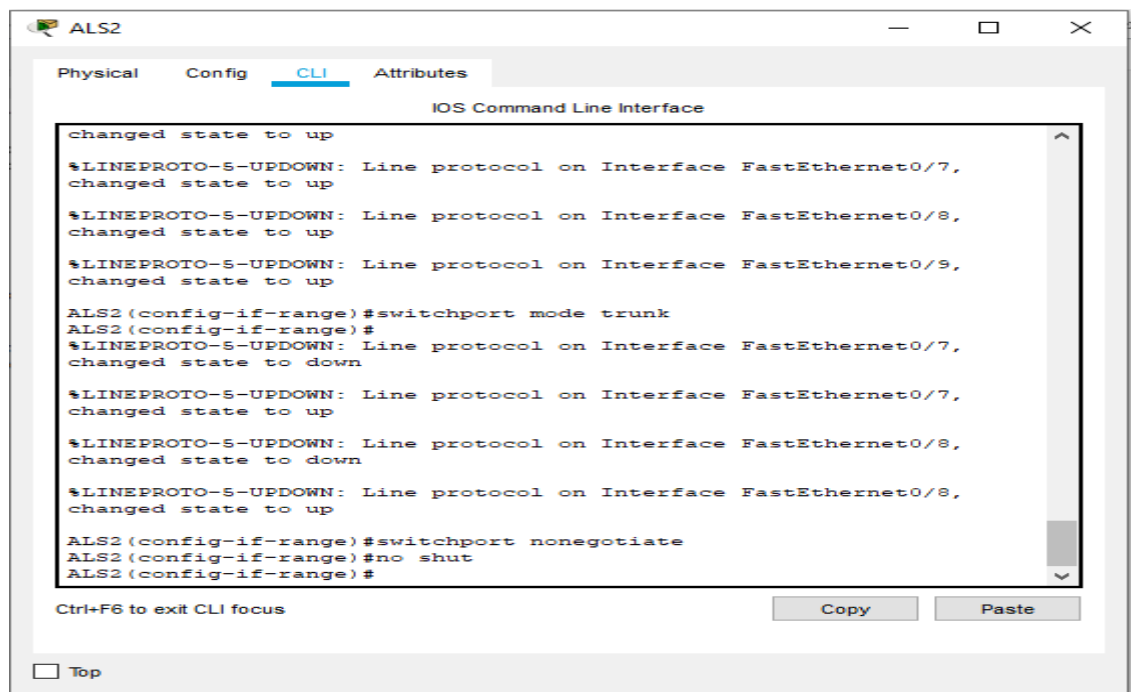 ALS2
Physical Config CLI Attributes
IOS Command Line Interface
changed state to up
%LINEPROTO-5-UPDOWN: Line protocol on Interface FastEthernet0/7,
changed state to up
%LINEPROTO-5-UPDOWN: Line protocol on Interface FastEthernet0/8,
changed state to up
%LINEPROTO-5-UPDOWN: Line protocol on Interface FastEthernet0/9,
changed state to up
ALS2(config-if-range)#switchport mode trunk
ALS2(config-if-range)#
%LINEPROTO-5-UPDOWN: Line protocol on Interface FastEthernet0/7,
changed state to down
%LINEPROTO-5-UPDOWN: Line protocol on Interface FastEthernet0/7,
changed state to up
%LINEPROTO-5-UPDOWN: Line protocol on Interface FastEthernet0/8,
changed state to down
%LINEPROTO-5-UPDOWN: Line protocol on Interface FastEthernet0/8,
changed state to up
ALS2(config-if-range)#switchport nonegotiate
ALS2(config-if-range)#no shut
ALS2(config-if-range)#
Ctrl+F6 to exit CLI focus
Copy Paste
Top